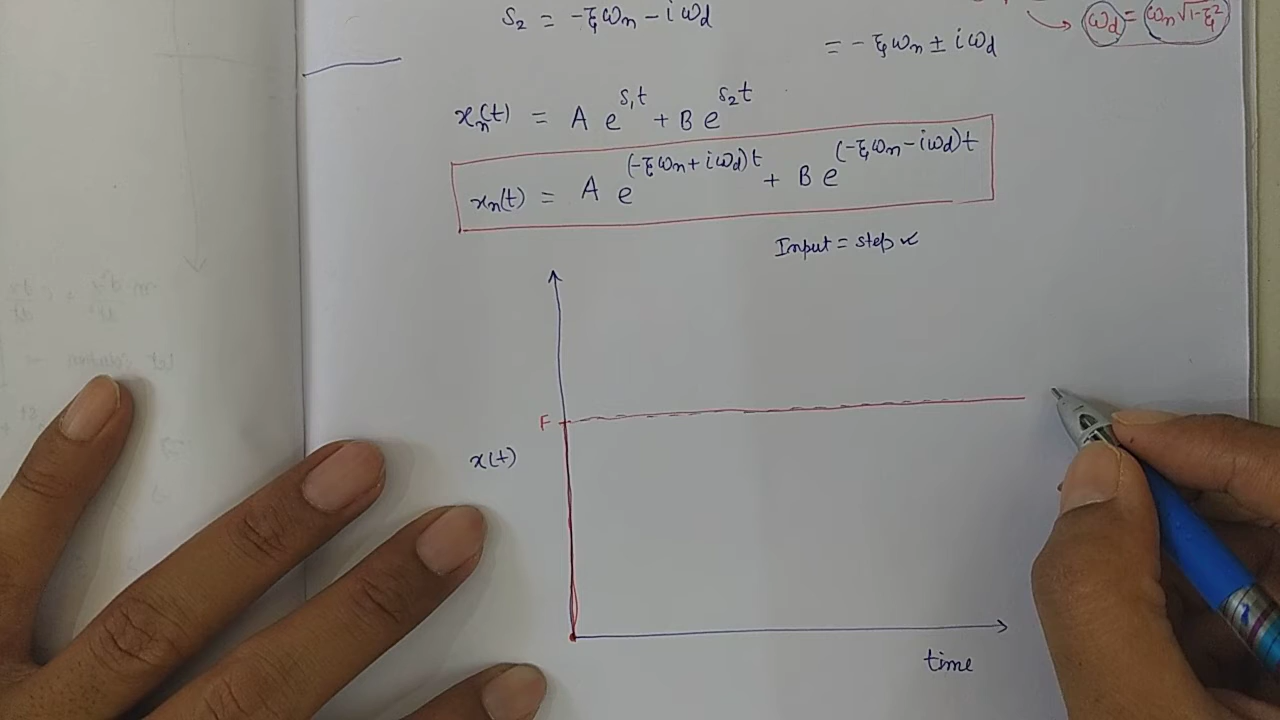 S₂ = -ξωₙ - iω_d
ω_d = ωₙ√1-ξ²
= -ξωₙ ± iω_d
xₙ(t) = A e^{S₁t} + B e^{S₂t}
xₙ(t) = A e^{(-ξωₙ + iω_d)t} + B e^{(-ξωₙ - iω_d)t}
Input = step
F
x(t)
time